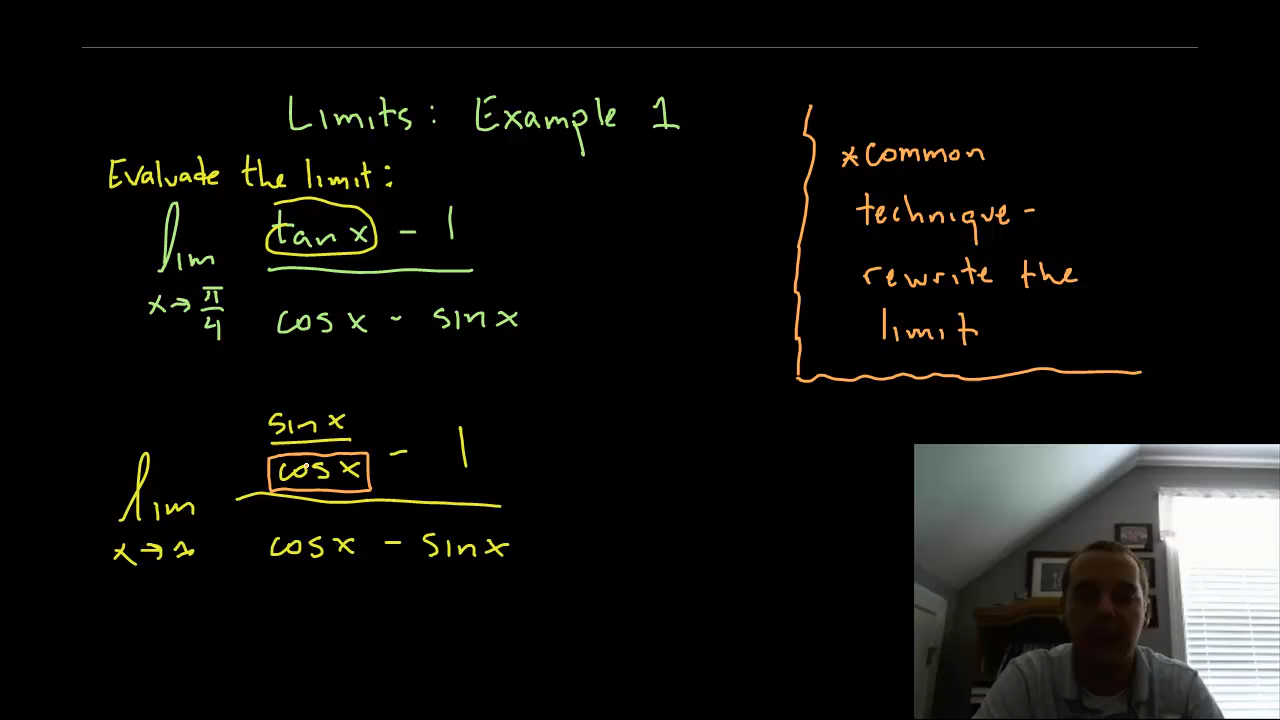 Limits: Example 1
Evaluate the limit:
lim x→π/4 (tan x - 1)/(cos x - sin x)
*common
technique -
rewrite the
limit
lim x→ (sin x/cos x - 1)/(cos x - sin x)